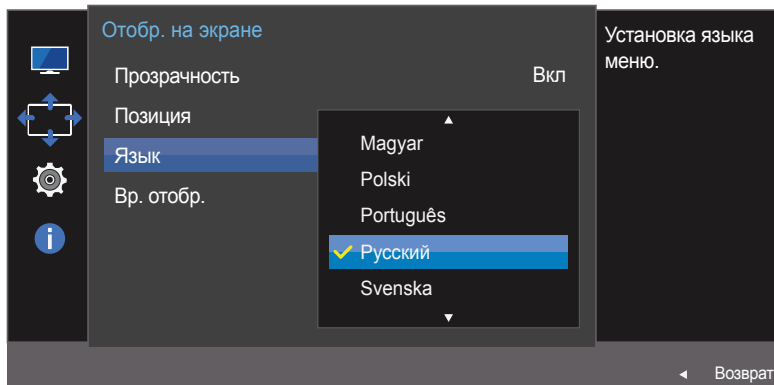 Отобр. на экране
Прозрачность Вкл
Позиция
Язык
Вр. отобр.
Magyar
Polski
Português
Русский
Svenska
Установка языка
меню.
Возврат